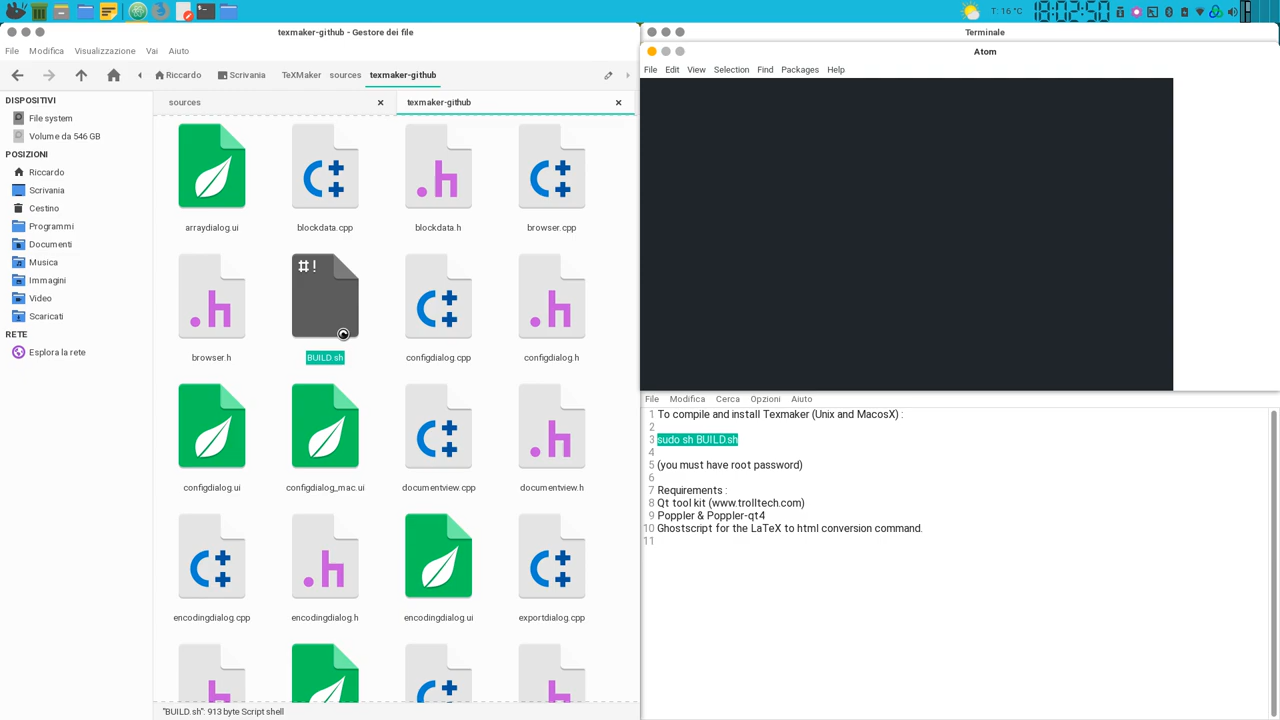 T: 16 °C
18:02:50
texmaker-github - Gestore dei file
File Modifica Visualizzazione Vai Aiuto
Riccardo Scrivania TeXMaker sources texmaker-github
DISPOSITIVI
File system
Volume da 546 GB
POSIZIONI
Riccardo
Scrivania
Cestino
Programmi
Documenti
Musica
Immagini
Video
Scaricati
RETE
Esplora la rete
sources texmaker-github
arraydialog.ui blockdata.cpp blockdata.h browser.cpp
browser.h BUILD.sh configdialog.cpp configdialog.h
configdialog.ui configdialog_mac.ui documentview.cpp documentview.h
encodingdialog.cpp encodingdialog.h encodingdialog.ui exportdialog.cpp
"BUILD.sh": 913 byte Script shell
Terminale
Atom
File Edit View Selection Find Packages Help
File Modifica Cerca Opzioni Aiuto
1 To compile and install Texmaker (Unix and MacosX) :
2
3 sudo sh BUILD.sh
4
5 (you must have root password)
6
7 Requirements :
8 Qt tool kit (www.trolltech.com)
9 Poppler & Poppler-qt4
10 Ghostscript for the LaTeX to html conversion command.
11